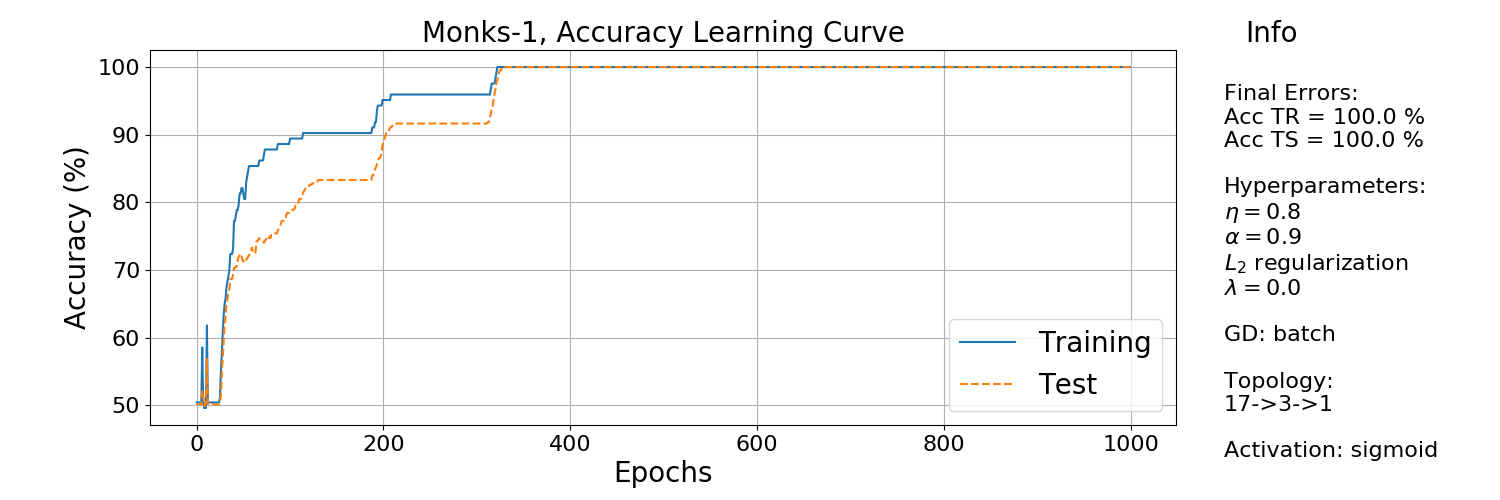 Monks-1, Accuracy Learning Curve
Info
Accuracy (%)
100
90
80
70
60
50
0
200
400
600
800
1000
Epochs
Training
Test
Final Errors:
Acc TR = 100.0 %
Acc TS = 100.0 %
Hyperparameters:
η = 0.8
α = 0.9
L₂ regularization
λ = 0.0
GD: batch
Topology:
17->3->1
Activation: sigmoid